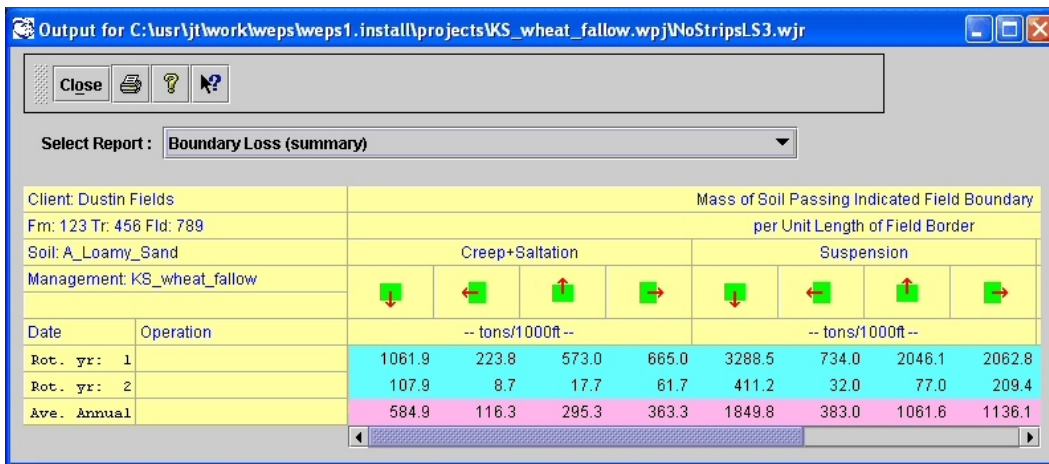 Output for C:\usr\jt\work\weps\weps1.install\projects\KS_wheat_fallow.wpj\NoStripsLS3.wjr
Close
Select Report : Boundary Loss (summary)
Client: Dustin Fields Mass of Soil Passing Indicated Field Boundary
Fm: 123 Tr: 456 Fld: 789 per Unit Length of Field Border
Soil: A_Loamy_Sand Creep+Saltation Suspension
Management: KS_wheat_fallow
Date Operation -- tons/1000ft -- -- tons/1000ft --
Rot. yr: 1 1061.9 223.8 573.0 665.0 3288.5 734.0 2046.1 2062.8
Rot. yr: 2 107.9 8.7 17.7 61.7 411.2 32.0 77.0 209.4
Ave. Annual 584.9 116.3 295.3 363.3 1849.8 383.0 1061.6 1136.1